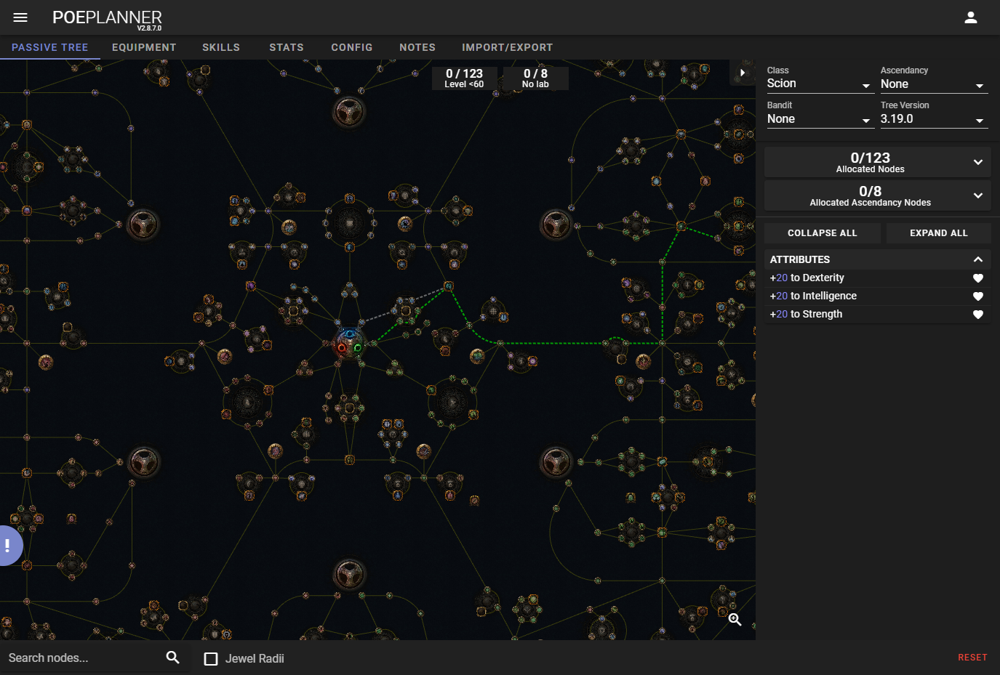 POEPLANNER
V2.8.7.0
PASSIVE TREE
EQUIPMENT
SKILLS
STATS
CONFIG
NOTES
IMPORT/EXPORT
0 / 123
Level <60
0 / 8
No lab
Class
Scion
Ascendancy
None
Bandit
None
Tree Version
3.19.0
0/123
Allocated Nodes
0/8
Allocated Ascendancy Nodes
COLLAPSE ALL
EXPAND ALL
ATTRIBUTES
+20 to Dexterity
+20 to Intelligence
+20 to Strength
!
Search nodes...
Jewel Radii
RESET